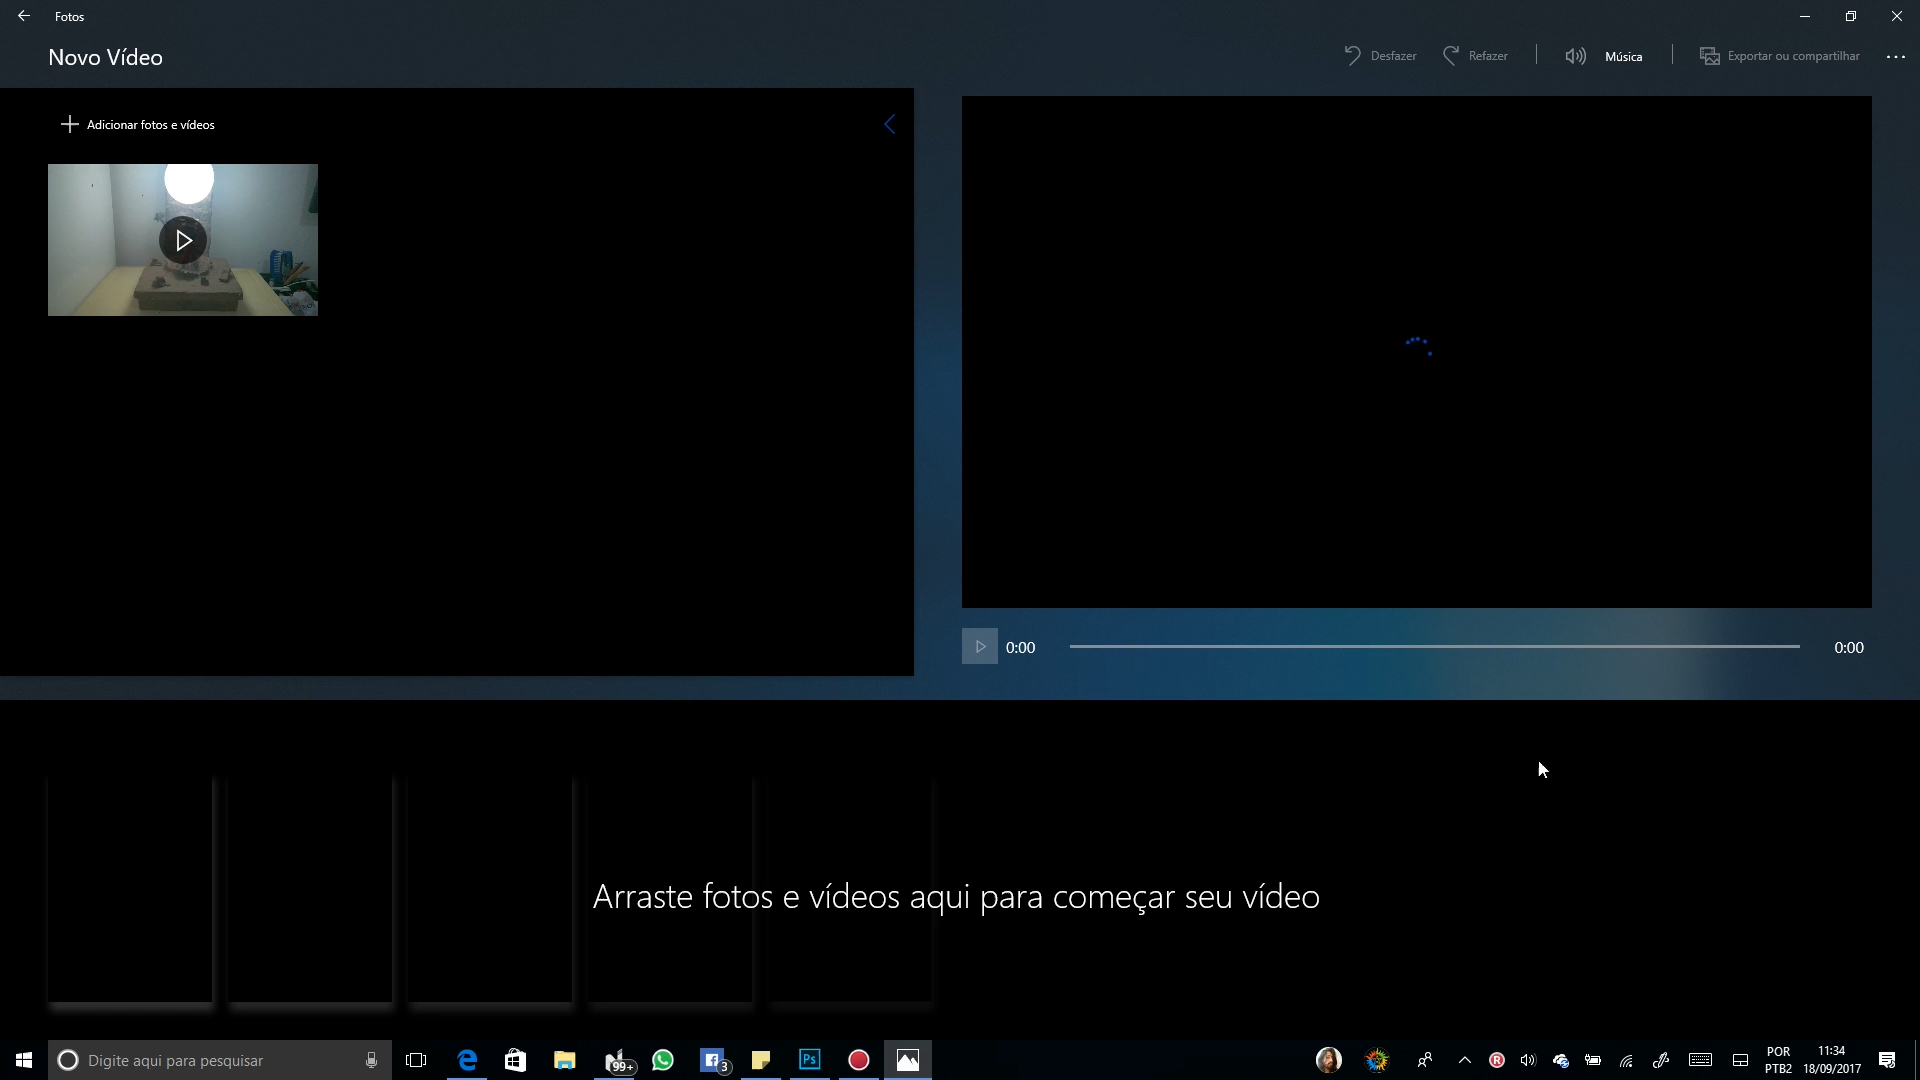 Fotos
Novo Vídeo
Desfazer
Refazer
Música
Exportar ou compartilhar
Adicionar fotos e vídeos
0:00
0:00
Arraste fotos e vídeos aqui para começar seu vídeo
Digite aqui para pesquisar
99+
3
Ps
R
POR
PTB2
11:34
18/09/2017